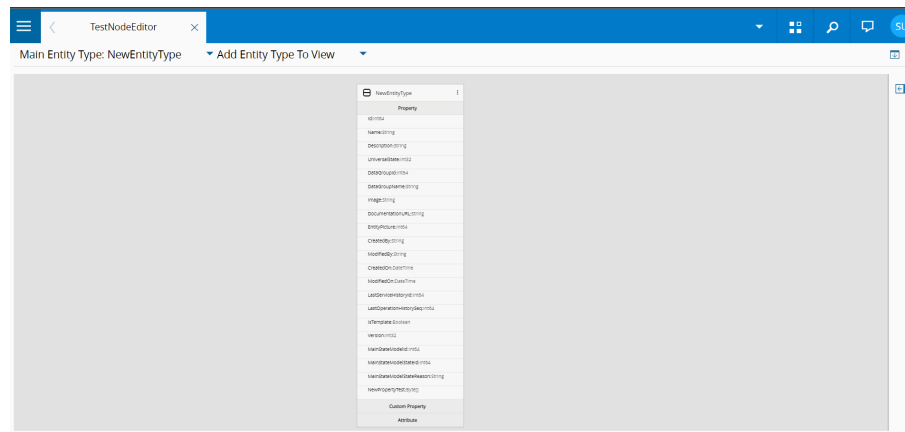 TestNodeEditor
SU
Main Entity Type: NewEntityType
Add Entity Type To View
NewEntityType
Property
Id:Int64
Name:String
Description:String
UniversalState:Int32
DataGroupId:Int64
DataGroupName:String
Image:String
DocumentationURL:String
EntityPicture:Int64
CreatedBy:String
ModifiedBy:String
CreatedOn:DateTime
ModifiedOn:DateTime
LastServiceHistoryId:Int64
LastOperationHistorySeq:Int64
IsTemplate:Boolean
Version:Int32
MainStateModelId:Int64
MainStateModelStateId:Int64
MainStateModelStateReason:String
NewPropertyTest:Byte[]
Custom Property
Attribute